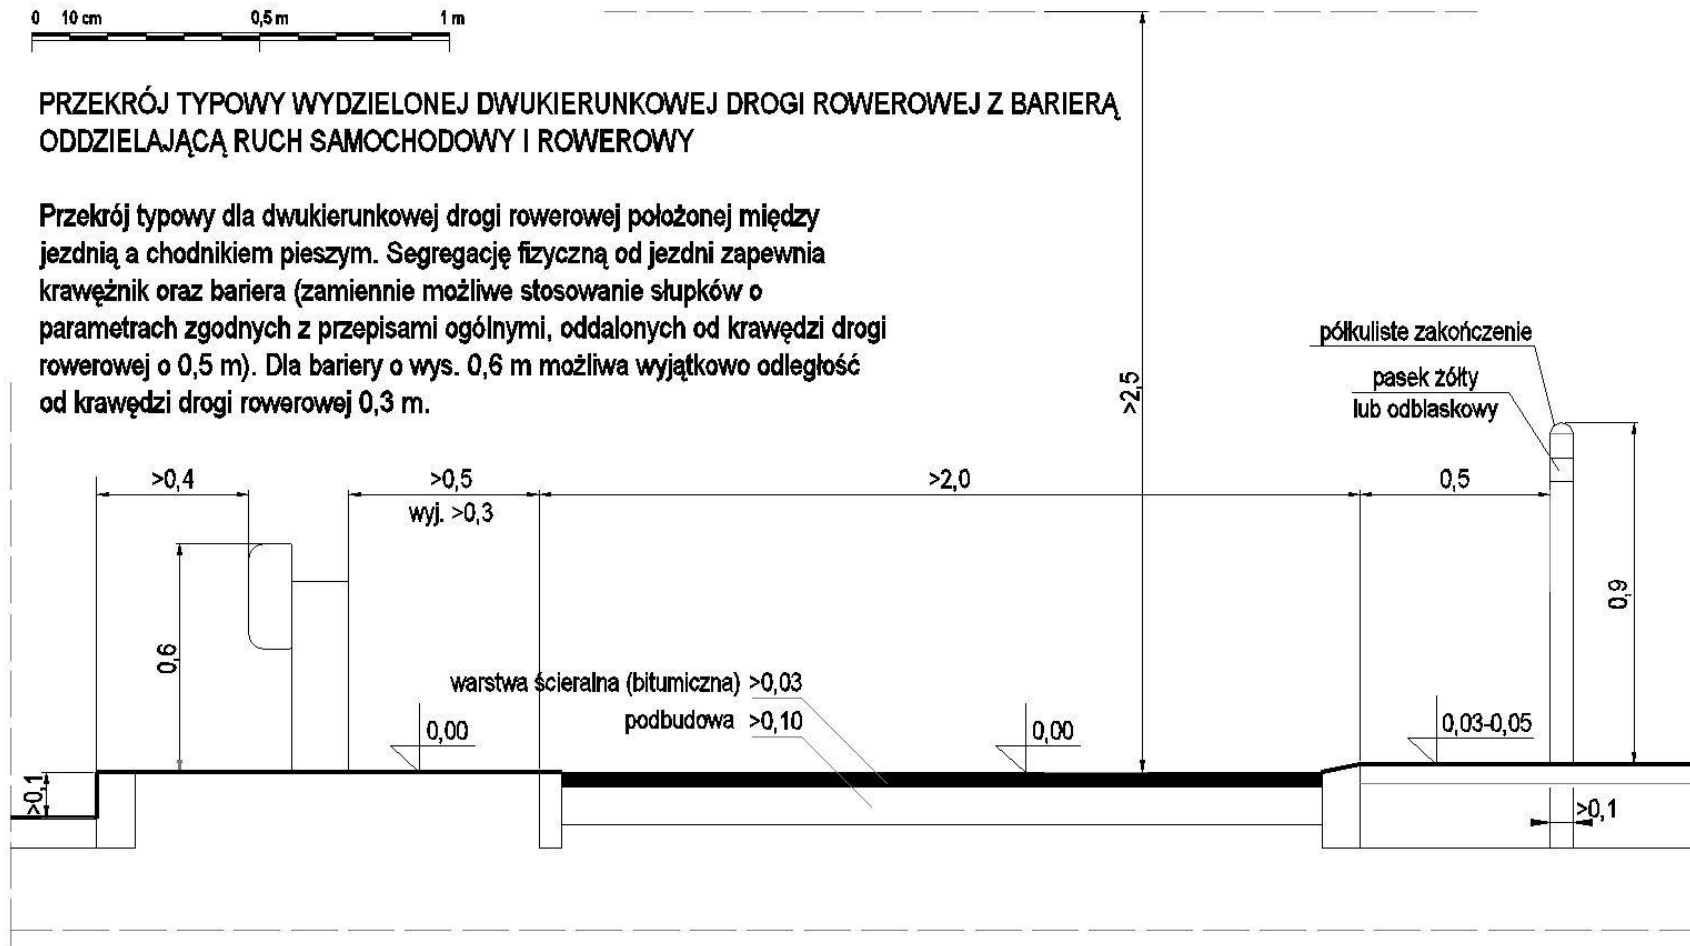 0 10 cm 0,5 m 1 m
PRZEKRÓJ TYPOWY WYDZIELONEJ DWUKIERUNKOWEJ DROGI ROWEROWEJ Z BARIERĄ
ODDZIELAJĄCĄ RUCH SAMOCHODOWY I ROWEROWY
Przekrój typowy dla dwukierunkowej drogi rowerowej położonej między
jezdnią a chodnikiem pieszym. Segregację fizyczną od jezdni zapewnia
krawężnik oraz bariera (zamiennie możliwe stosowanie słupków o
parametrach zgodnych z przepisami ogólnymi, oddalonych od krawędzi drogi
rowerowej o 0,5 m). Dla bariery o wys. 0,6 m możliwa wyjątkowo odległość
od krawędzi drogi rowerowej 0,3 m.
półkuliste zakończenie
pasek żółty
lub odblaskowy
>2,5
>0,4
>0,5
wyj. >0,3
>2,0
0,5
0,9
0,6
warstwa ścieralna (bitumiczna) >0,03
podbudowa >0,10
0,00
0,00
0,03-0,05
>0,1
>0,1